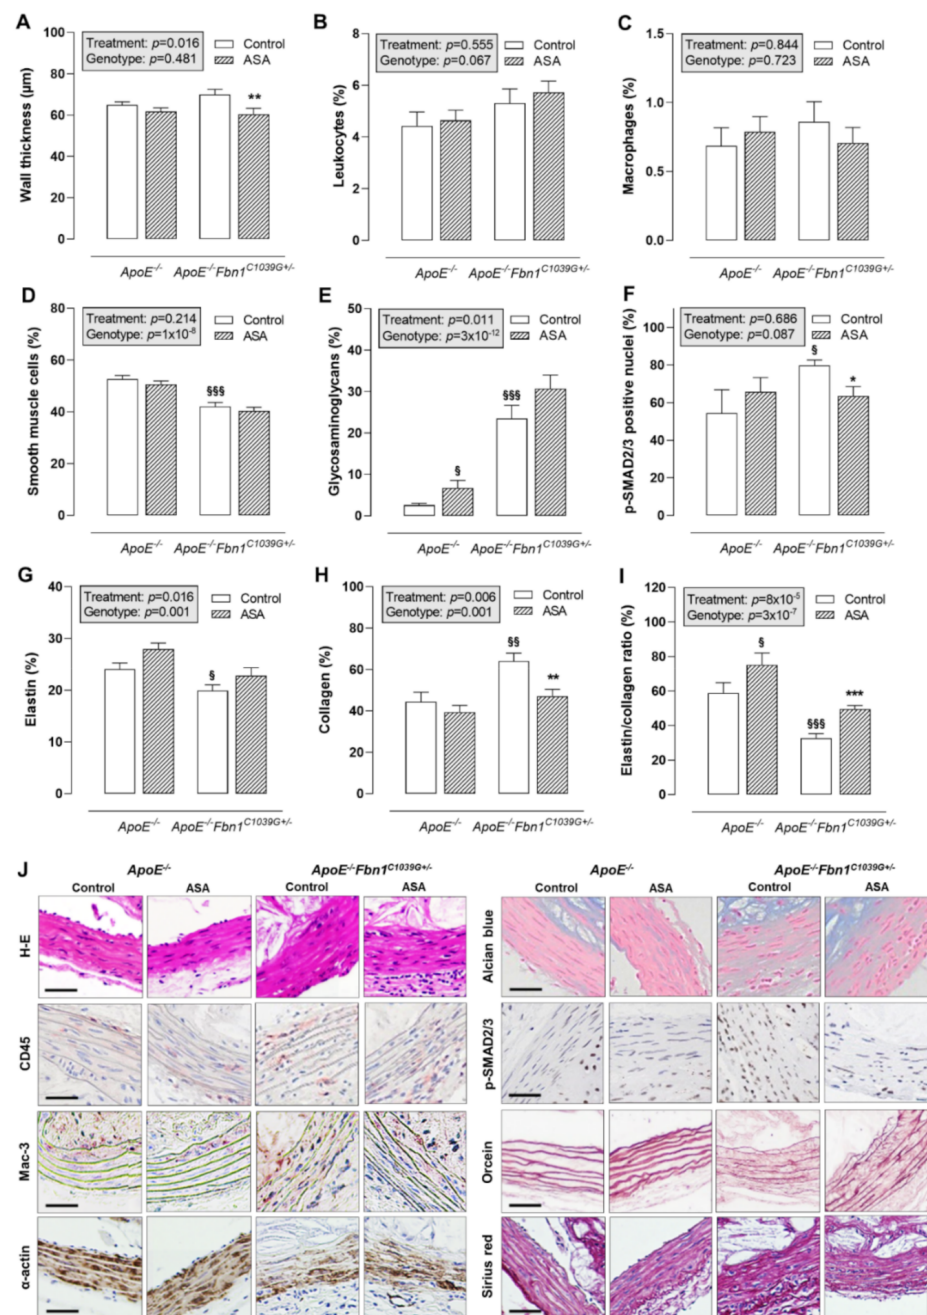 A
Wall thickness (µm)
100
80
60
40
20
0
Treatment: p=0.016
Genotype: p=0.481
Control
ASA
**
ApoE-/-
ApoE-/-Fbn1C1039G+/-
B
Leukocytes (%)
8
6
4
2
0
Treatment: p=0.555
Genotype: p=0.067
Control
ASA
ApoE-/-
ApoE-/-Fbn1C1039G+/-
C
Macrophages (%)
1.5
1.0
0.5
0.0
Treatment: p=0.844
Genotype: p=0.723
Control
ASA
ApoE-/-
ApoE-/-Fbn1C1039G+/-
D
Smooth muscle cells (%)
80
60
40
20
0
Treatment: p=0.214
Genotype: p=1x10-8
Control
ASA
§§§
ApoE-/-
ApoE-/-Fbn1C1039G+/-
E
Glycosaminoglycans (%)
50
40
30
20
10
0
Treatment: p=0.011
Genotype: p=3x10-12
Control
ASA
§
§§§
ApoE-/-
ApoE-/-Fbn1C1039G+/-
F
p-SMAD2/3 positive nuclei (%)
100
80
60
40
20
0
Treatment: p=0.686
Genotype: p=0.087
Control
ASA
§
*
ApoE-/-
ApoE-/-Fbn1C1039G+/-
G
Elastin (%)
40
30
20
10
0
Treatment: p=0.016
Genotype: p=0.001
Control
ASA
§
ApoE-/-
ApoE-/-Fbn1C1039G+/-
H
Collagen (%)
100
80
60
40
20
0
Treatment: p=0.006
Genotype: p=0.001
Control
ASA
§§
**
ApoE-/-
ApoE-/-Fbn1C1039G+/-
I
Elastin/collagen ratio (%)
120
100
80
60
40
20
0
Treatment: p=8x10-5
Genotype: p=3x10-7
Control
ASA
§
§§§
***
ApoE-/-
ApoE-/-Fbn1C1039G+/-
J
ApoE-/-
ApoE-/-Fbn1C1039G+/-
Control
ASA
Control
ASA
H-E
CD45
Mac-3
α-actin
ApoE-/-
ApoE-/-Fbn1C1039G+/-
Control
ASA
Control
ASA
Alcian blue
p-SMAD2/3
Orcein
Sirius red